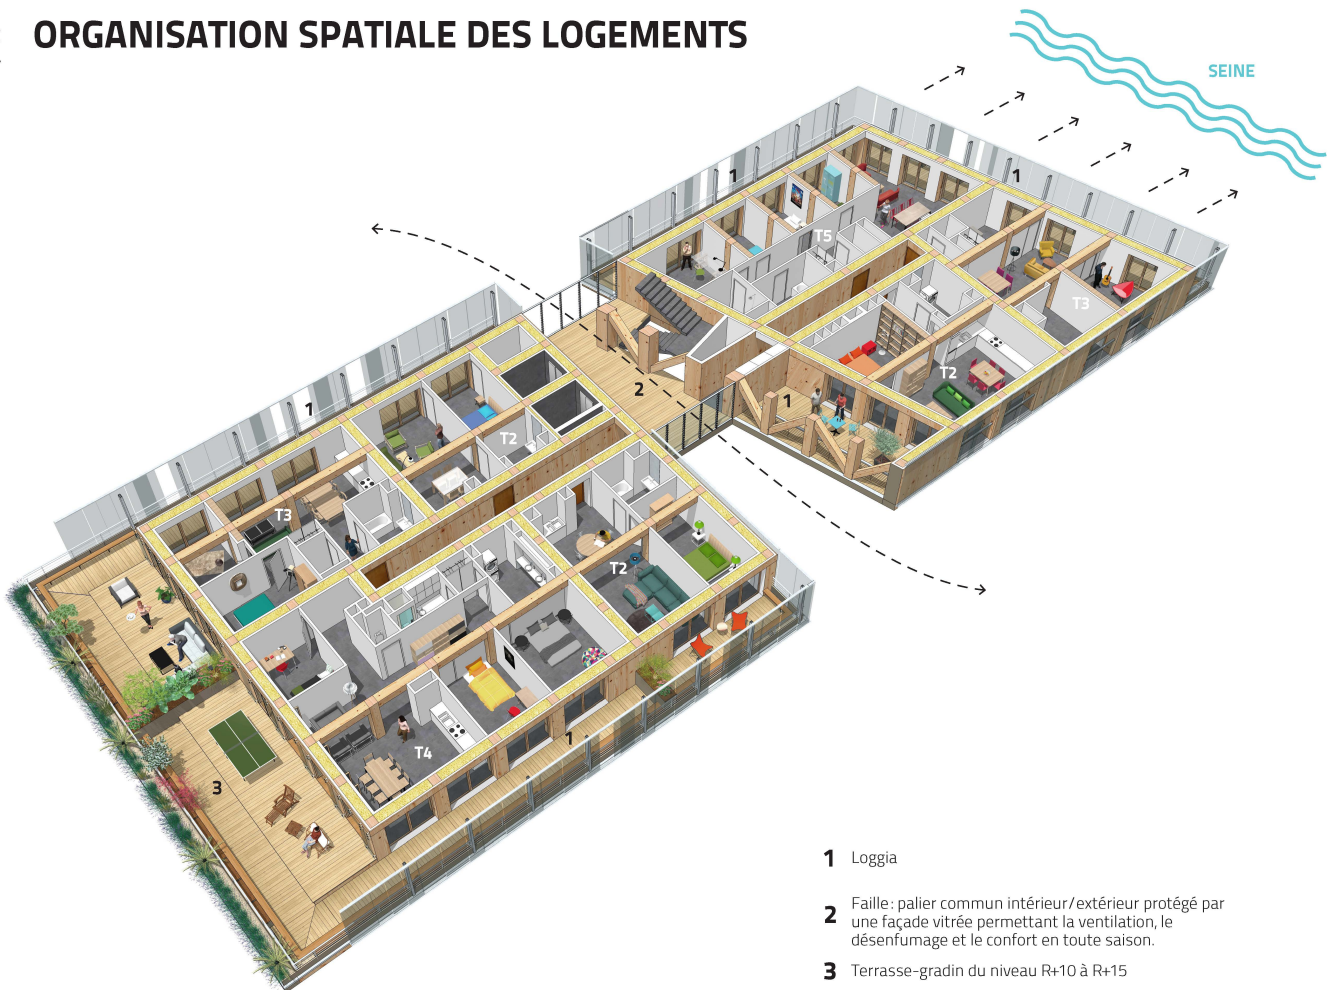 ORGANISATION SPATIALE DES LOGEMENTS
SEINE
1
1
T5
T3
T2
1
2
1
T2
T3
T2
T4
1
3
1 Loggia
2 Faille : palier commun intérieur/extérieur protégé par
une façade vitrée permettant la ventilation, le
désenfumage et le confort en toute saison.
3 Terrasse-gradin du niveau R+10 à R+15